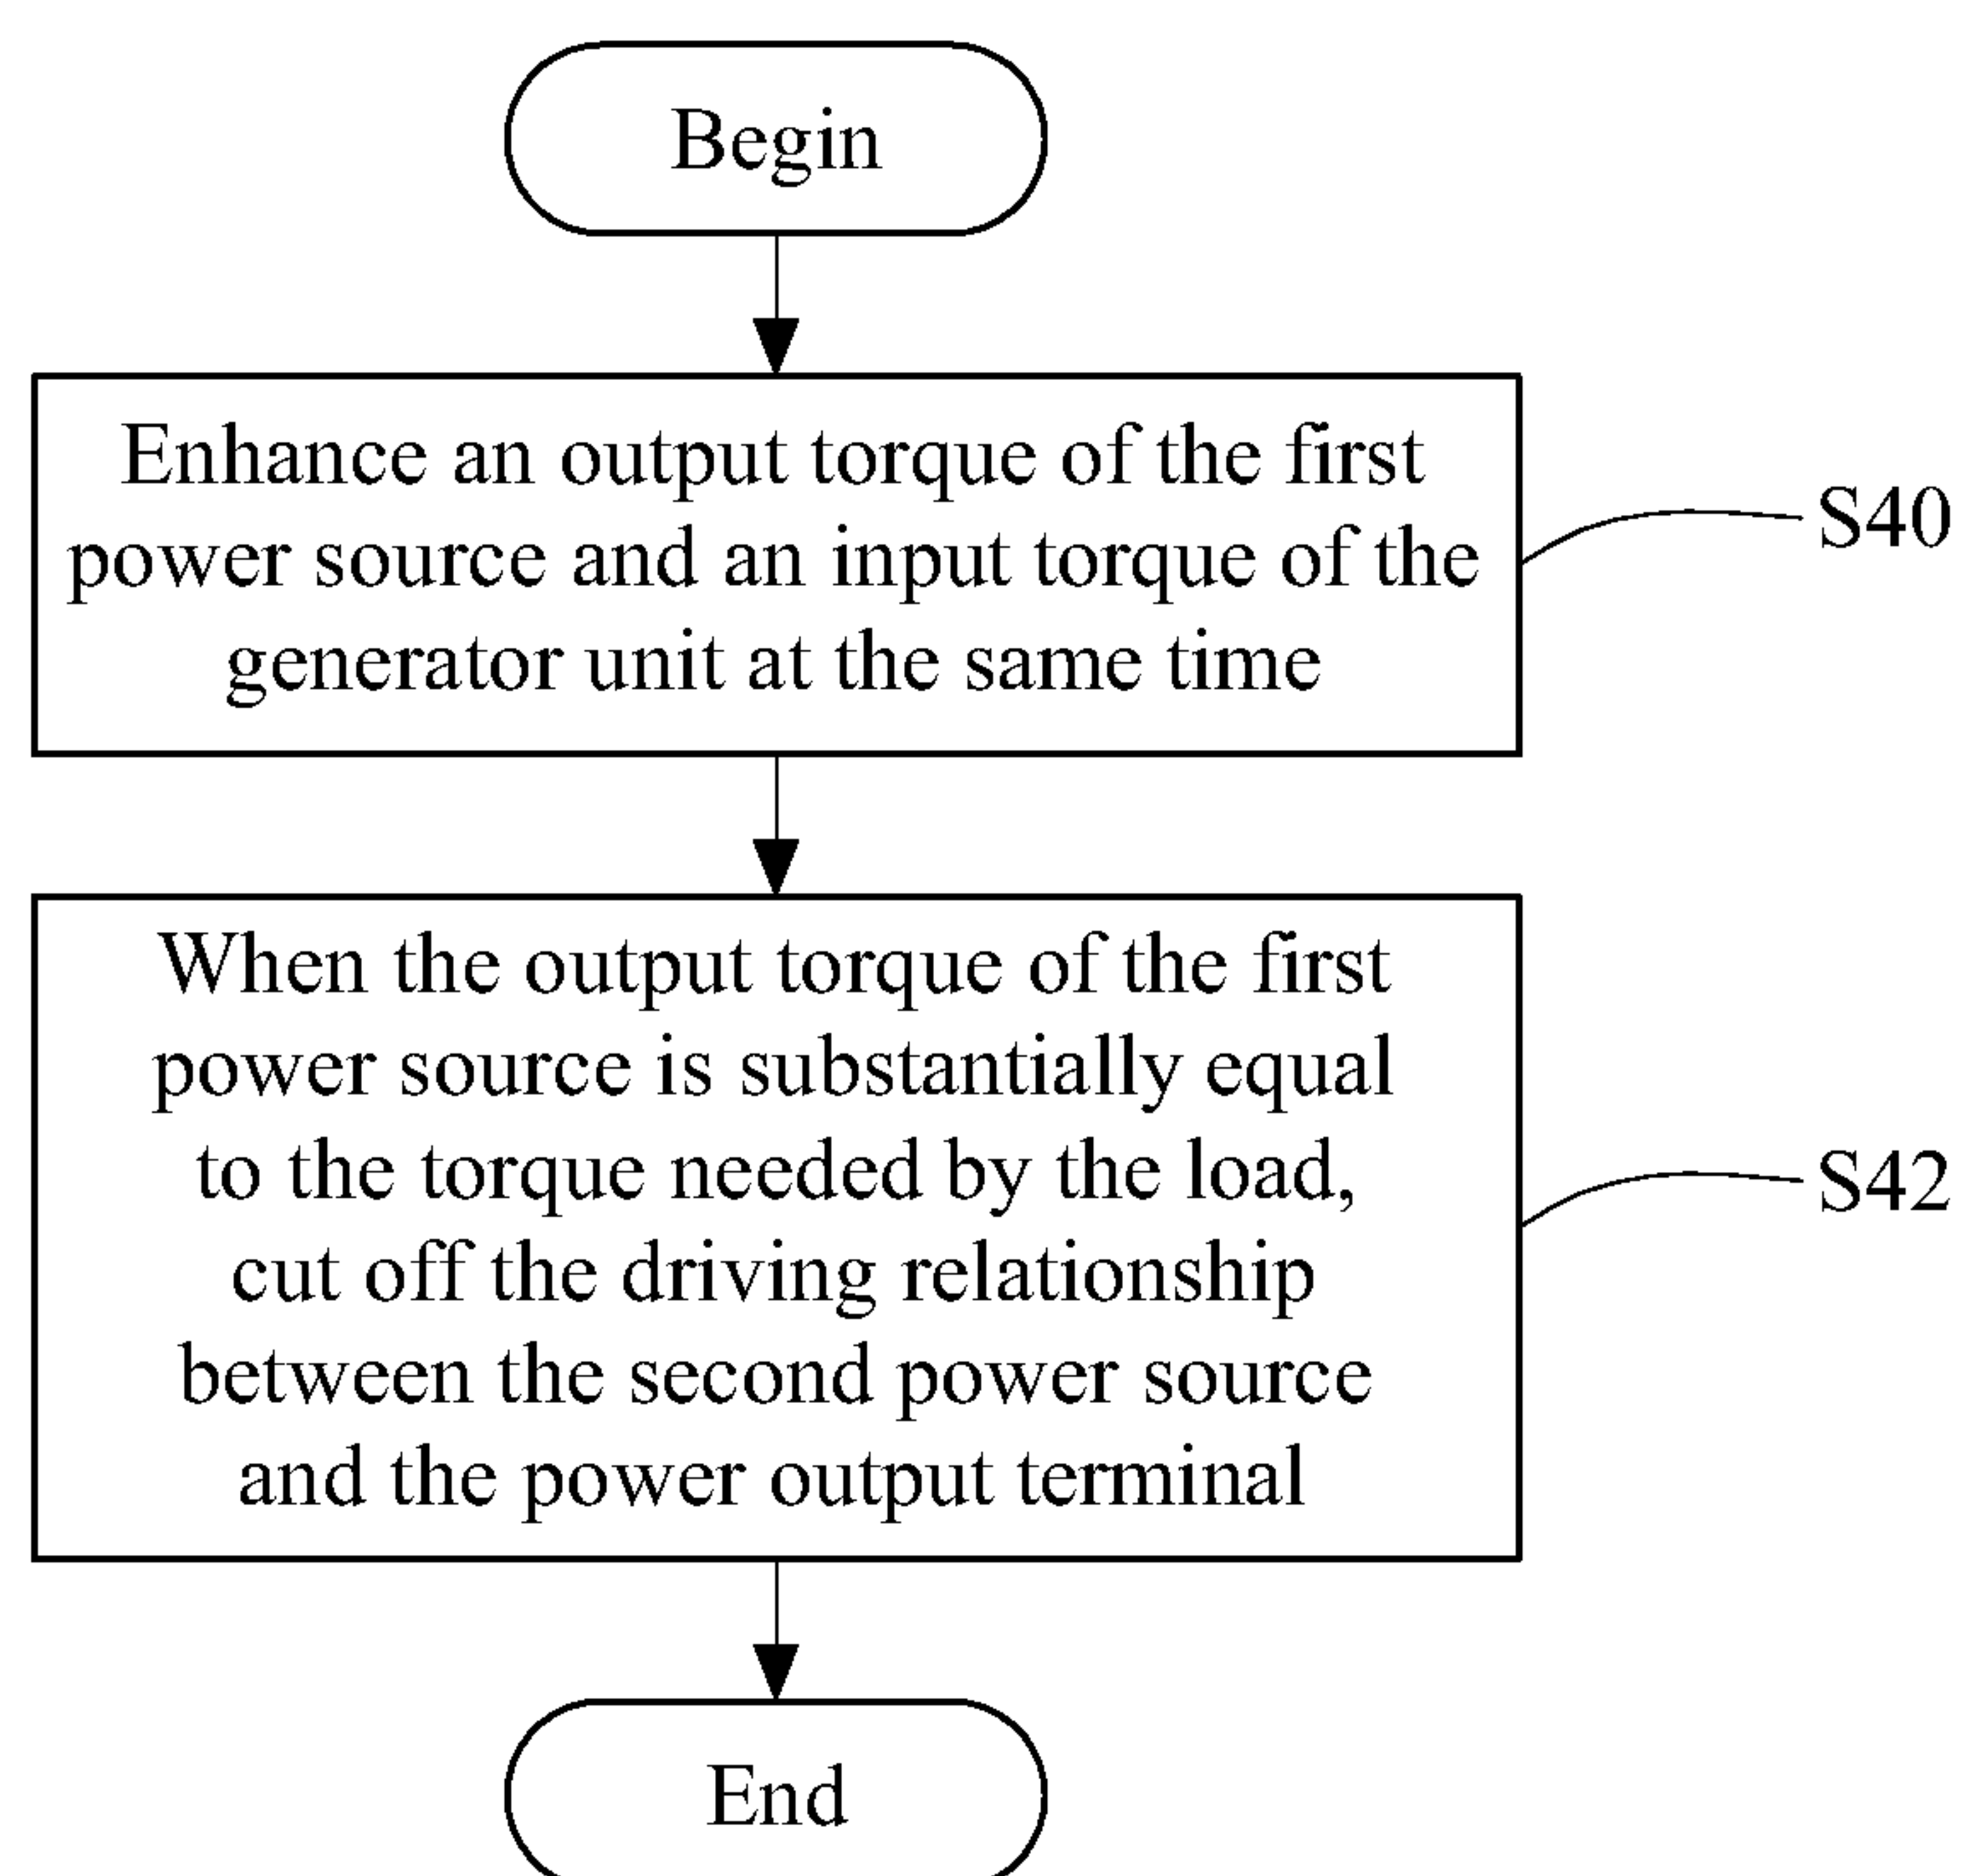 Begin
Enhance an output torque of the first
power source and an input torque of the
generator unit at the same time
S40
When the output torque of the first
power source is substantially equal
to the torque needed by the load,
cut off the driving relationship
between the second power source
and the power output terminal
S42
End